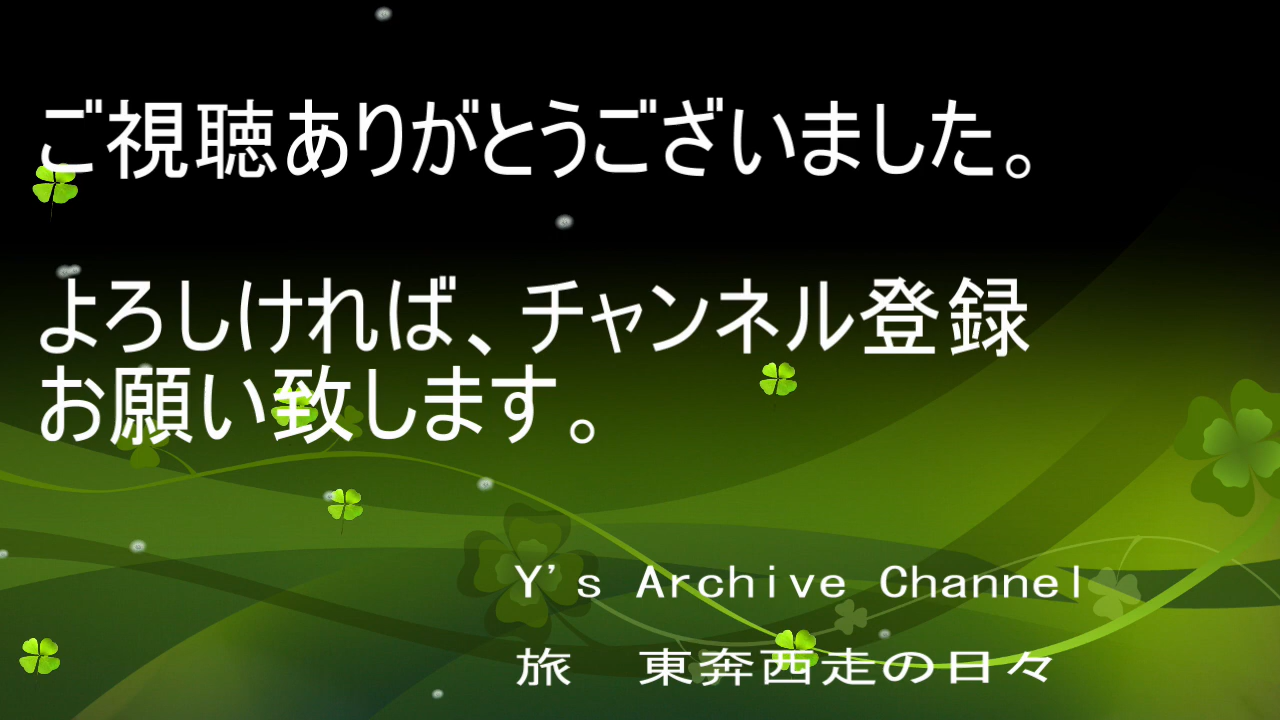 ご視聴ありがとうございました。
よろしければ、チャンネル登録
お願い致します。
Y's Archive Channel
旅　東奔西走の日々